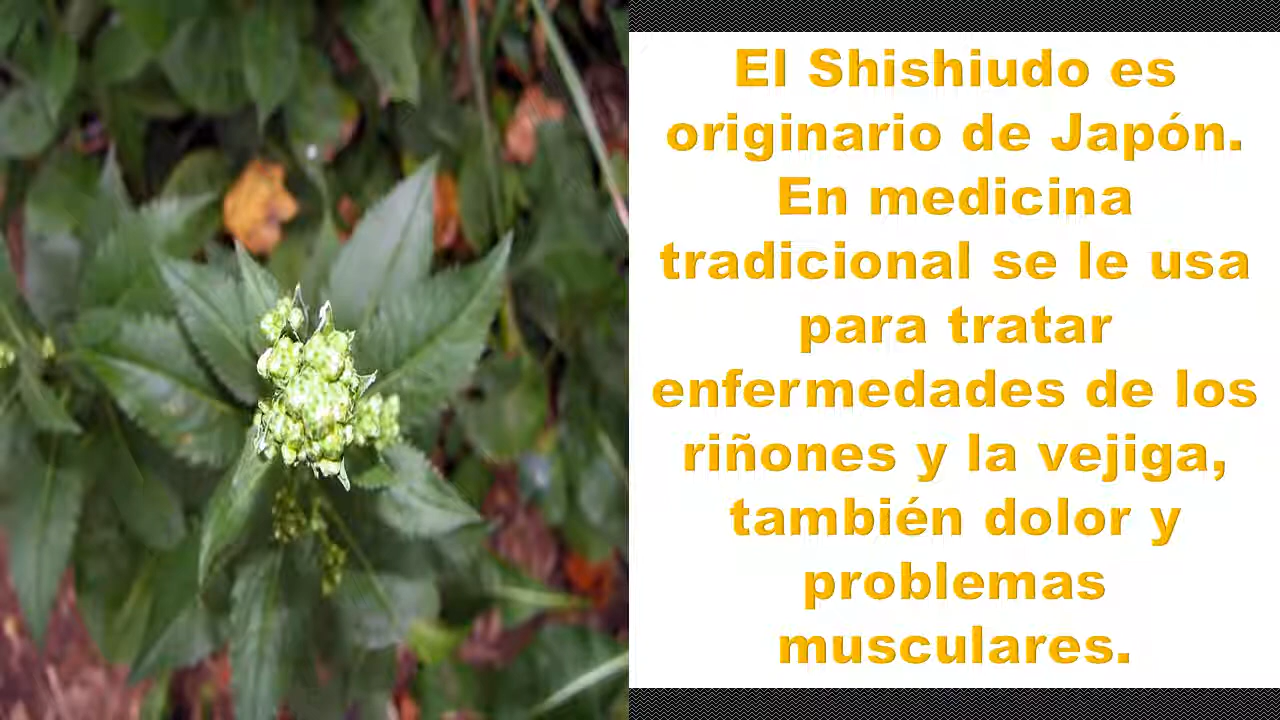 El Shishiudo es
originario de Japón.
En medicina
tradicional se le usa
para tratar
enfermedades de los
riñones y la vejiga,
también dolor y
problemas
musculares.